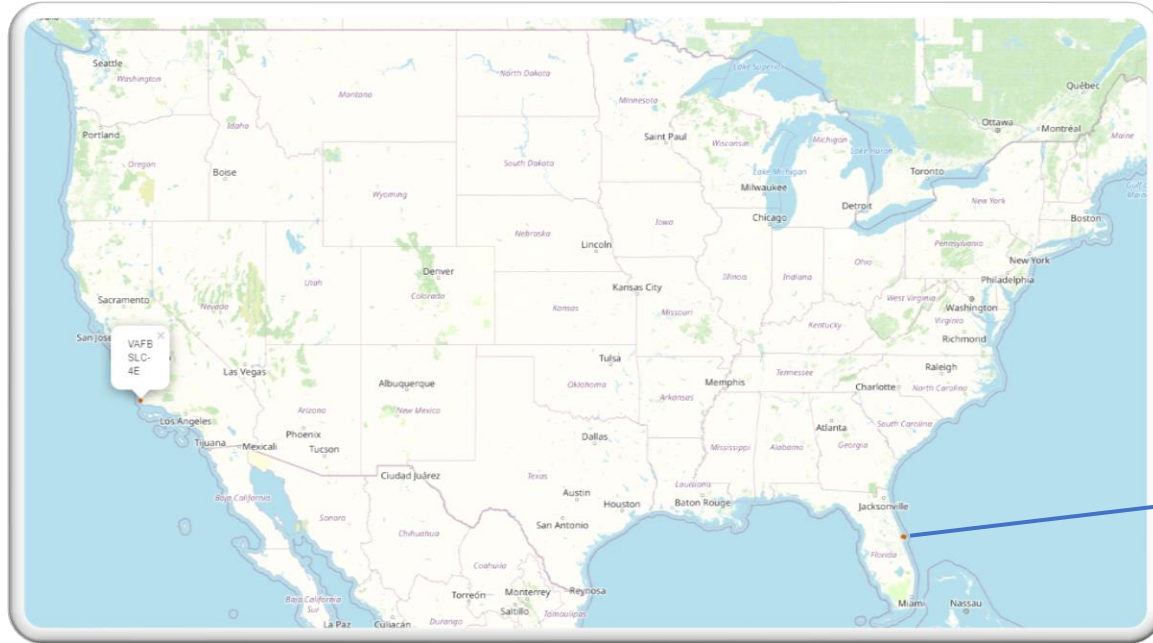 Seattle
Washington
Portland
Oregon
Idaho
Boise
Montana
Wyoming
North Dakota
South Dakota
Nebraska
Lincoln
Minnesota
Saint Paul
Lake Superior
Wisconsin
Michigan
Lake Huron
Lake Michigan
Milwaukee
Chicago
Detroit
Toronto
Ottawa
Montréal
Québec
Maine
New York
Boston
Pennsylvania
New York
Philadelphia
Iowa
Illinois
Indiana
Ohio
West Virginia
Washington
Virginia
Richmond
Sacramento
Nevada
Utah
Denver
Colorado
Kansas
Kansas City
Missouri
Kentucky
VAFB
SLC-
4E
Las Vegas
Los Angeles
Tijuana
Mexicali
Arizona
Phoenix
Tucson
Albuquerque
New Mexico
Tulsa
Oklahoma
Memphis
Arkansas
Tennessee
Charlotte
Raleigh
North Carolina
South Carolina
Atlanta
Georgia
Alabama
Mississippi
Dallas
Texas
Louisiana
Ciudad Juárez
Austin
Houston
San Antonio
Baton Rouge
Jacksonville
Florida
Miami
Nassau
Baja California
Sonora
Chihuahua
Coahuila
Baja California
Sur
La Paz
Culiacán
Durango
Torreón
Monterrey
Saltillo
Reynosa
Tamaulipas